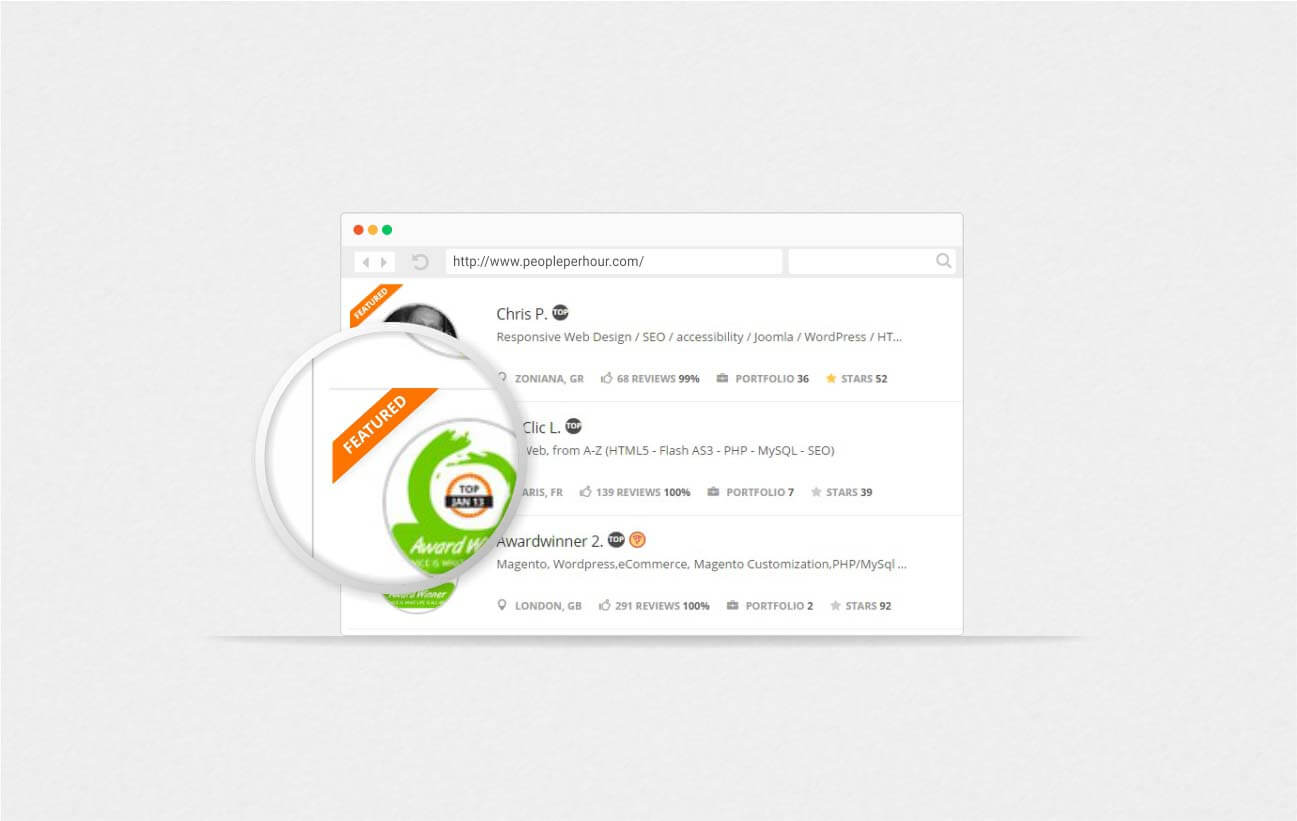 http://www.peopleperhour.com/
FEATURED
Chris P. TOP
Responsive Web Design / SEO / accessibility / Joomla / WordPress / HT...
ZONIANA, GR 68 REVIEWS 99% PORTFOLIO 36 STARS 52
FEATURED
Clic L. TOP
Web, from A-Z (HTML5 - Flash AS3 - PHP - MySQL - SEO)
ARIS, FR 139 REVIEWS 100% PORTFOLIO 7 STARS 39
TOP
JAN 13
Award W
Awardwinner 2. TOP
Magento, Wordpress,eCommerce, Magento Customization,PHP/MySql ...
Award Winner
LONDON, GB 291 REVIEWS 100% PORTFOLIO 2 STARS 92